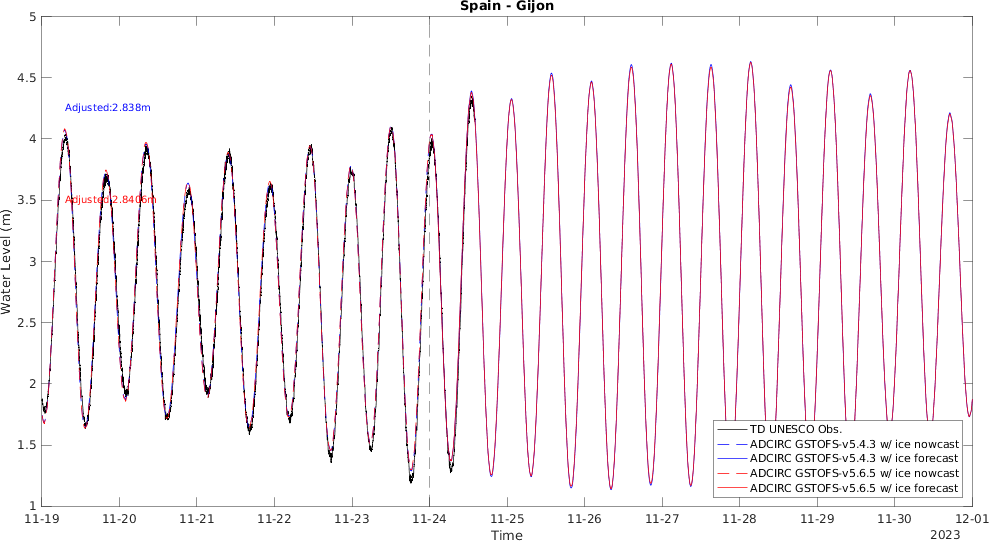 Spain - Gijon
5
4.5
4
3.5
3
2.5
2
1.5
1
Water Level (m)
Adjusted:2.838m
Adjusted:2.8406m
TD UNESCO Obs.
ADCIRC GSTOFS-v5.4.3 w/ ice nowcast
ADCIRC GSTOFS-v5.4.3 w/ ice forecast
ADCIRC GSTOFS-v5.6.5 w/ ice nowcast
ADCIRC GSTOFS-v5.6.5 w/ ice forecast
11-19 11-20 11-21 11-22 11-23 11-24 11-25 11-26 11-27 11-28 11-29 11-30 12-01
Time
2023